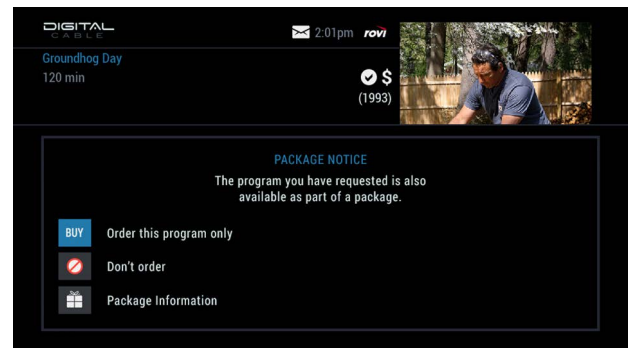 DIGITAL
CABLE
2:01pm rovi
Groundhog Day
120 min
$
(1993)
PACKAGE NOTICE
The program you have requested is also
available as part of a package.
BUY Order this program only
Don't order
Package Information